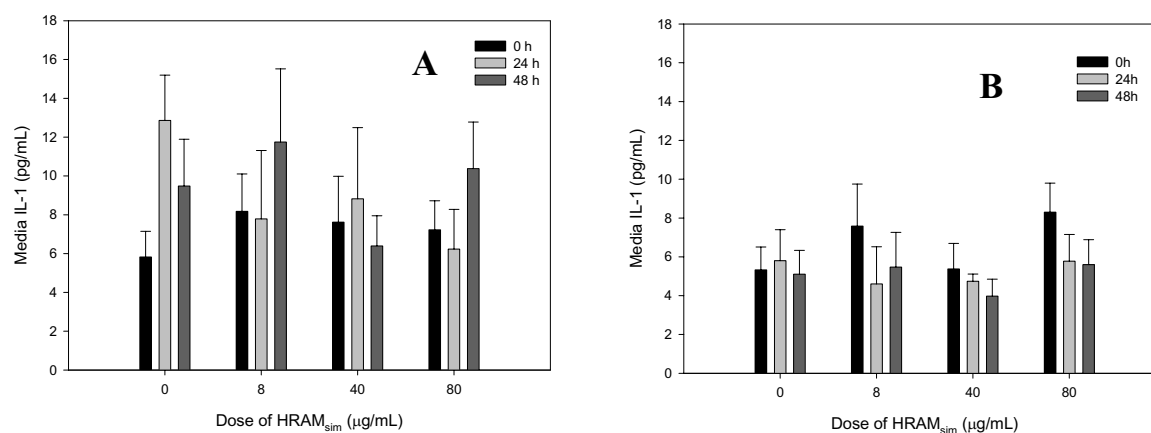 A
0 h
24 h
48 h
Media IL-1 (pg/mL)
18
16
14
12
10
8
6
4
2
0
0 8 40 80
Dose of HRAMsim (μg/mL)
B
0h
24h
48h
Media IL-1 (pg/mL)
18
16
14
12
10
8
6
4
2
0
0 8 40 80
Dose of HRAMsim (μg/mL)